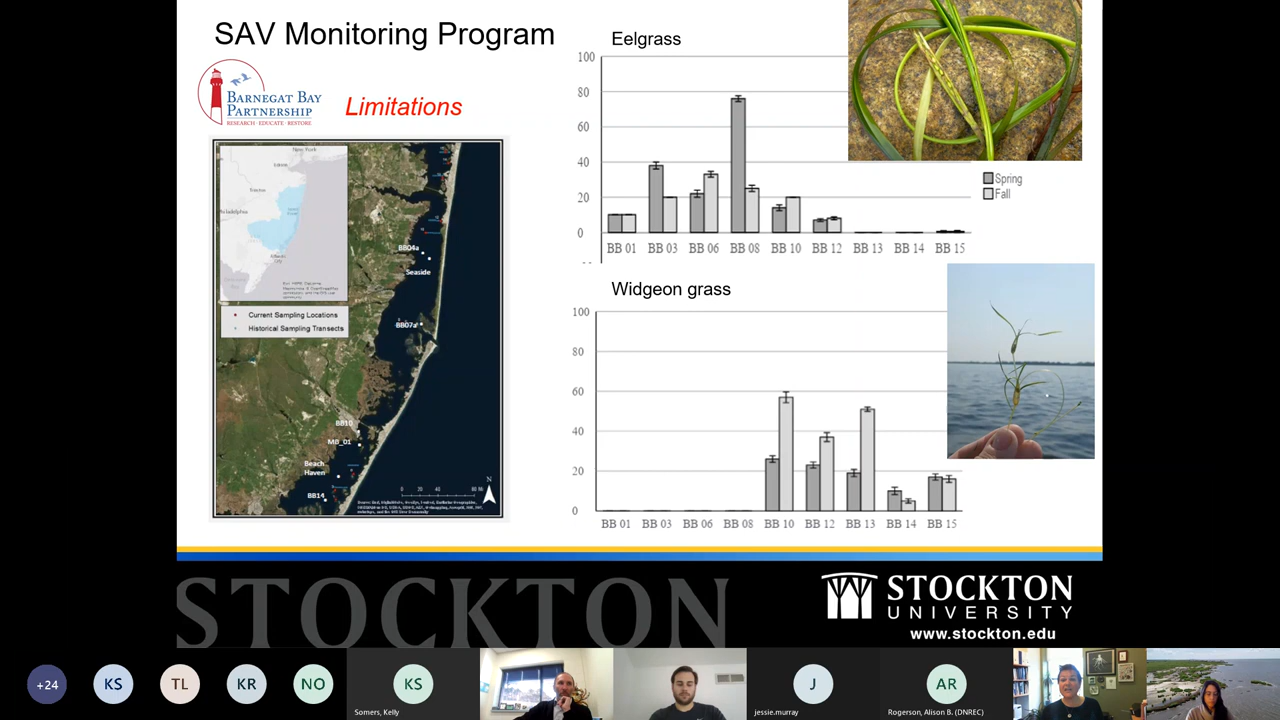 SAV Monitoring Program
BARNEGAT BAY
PARTNERSHIP
RESEARCH · EDUCATE · RESTORE
Limitations
New York
Philadelphia
BB04a
Seaside
Current Sampling Locations
Historical Sampling Transects
BB07a
BB10
MB_01
Beach
Haven
BB14
N
Eelgrass
100
80
60
40
20
0
BB 01 BB 03 BB 06 BB 08 BB 10 BB 12 BB 13 BB 14 BB 15
Spring
Fall
Widgeon grass
100
80
60
40
20
0
BB 01 BB 03 BB 06 BB 08 BB 10 BB 12 BB 13 BB 14 BB 15
STOCKTON
STOCKTON
UNIVERSITY
www.stockton.edu
+24 KS TL KR NO KS J AR
Somers, Kelly
jessie.murray
Rogerson, Alison B. (DNREC)